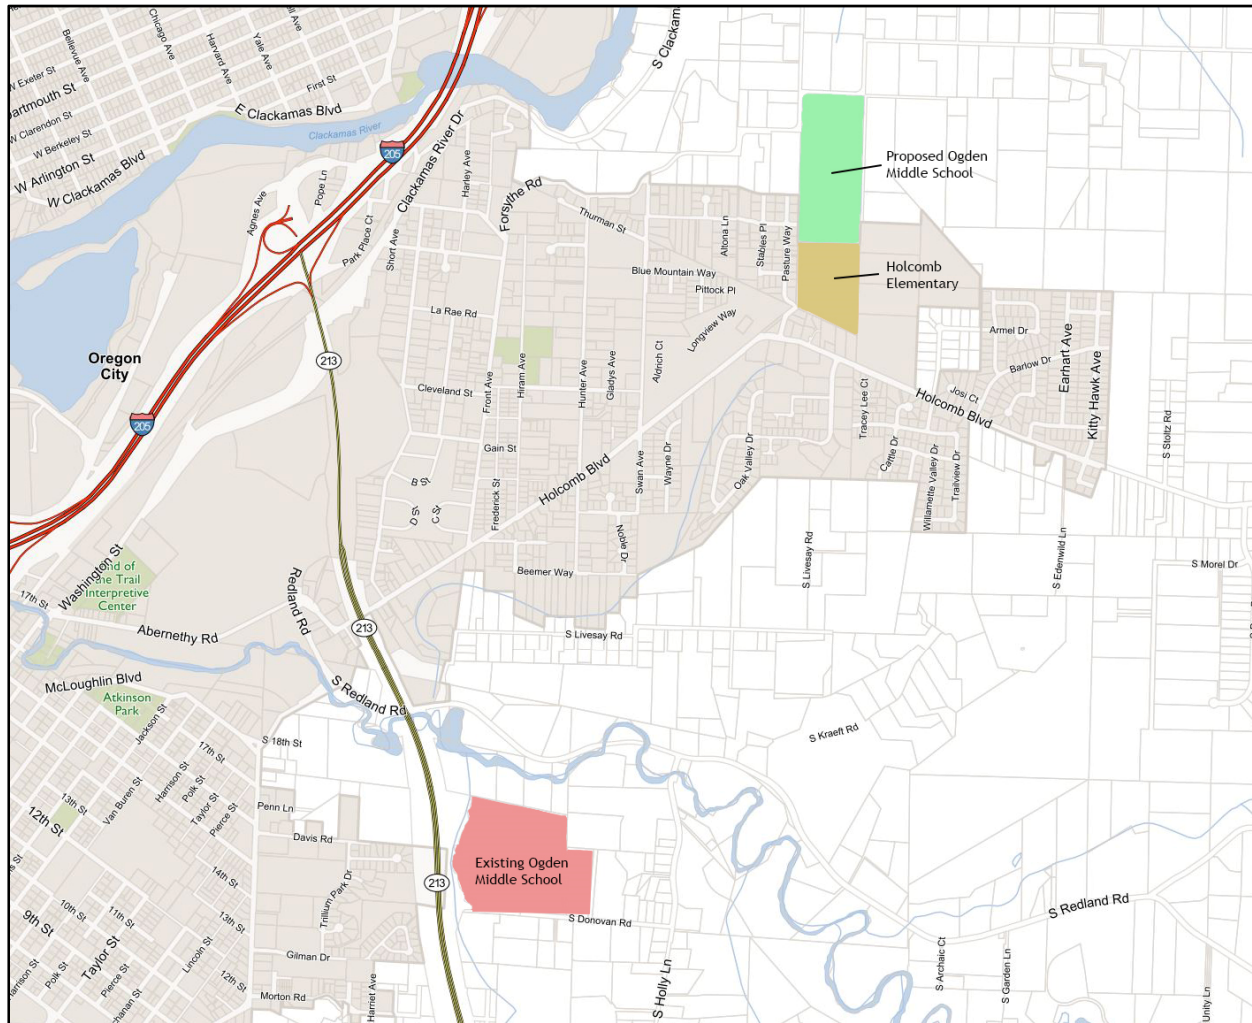 Bellevue Ave
Chicago Ave
Harvard Ave
Yale Ave
First St
W Exeter St
Dartmouth St
W Clarendon St
W Berkeley St
W Arlington St
W Clackamas Blvd
E Clackamas Blvd
Clackamas River
205
Clackamas River Dr
S Clackam
Agnes Ave
Pope Ln
Park Place Ct
Short Ave
Harley Ave
Forsythe Rd
Thurman St
Altona Ln
Stables Pl
Pasture Way
Proposed Ogden
Middle School
Holcomb
Elementary
Blue Mountain Way
Pittock Pl
Longview Way
La Rae Rd
Oregon
City
213
Cleveland St
Front Ave
Hiram Ave
Hunter Ave
Gladys Ave
Aldrich Ct
Armel Dr
Barlow Dr
Earhart Ave
Kitty Hawk Ave
Josi Ct
Holcomb Blvd
Tracey Lee Ct
Cattle Dr
Willamette Valley Dr
Trailview Dr
S Stoltz Rd
205
Gain St
Holcomb Blvd
Swan Ave
Wayne Dr
Oak Valley Dr
B St
D St
C St
Frederick St
Noble Dr
Beemer Way
S Livesay Rd
S Edenwild Ln
S Morel Dr
Washington St
17th St
End of
the Trail
Interpretive
Center
Abernethy Rd
Redland Rd
213
S Livesay Rd
McLoughlin Blvd
Atkinson
Park
S Redland Rd
S Kraeft Rd
Jackson St
S 18th St
17th St
Harrison St
Polk St
Taylor St
Pierce St
Van Buren St
13th St
12th St
Penn Ln
Davis Rd
14th St
213
Existing Ogden
Middle School
S Donovan Rd
S Redland Rd
10th St
11th St
13th St
9th St
Taylor St
Pierce St
Polk St
Lincoln St
12th St
Trillium Park Dr
Gilman Dr
Morton Rd
Harriet Ave
S Holly Ln
S Archaic Ct
S Garden Ln
Unity Ln